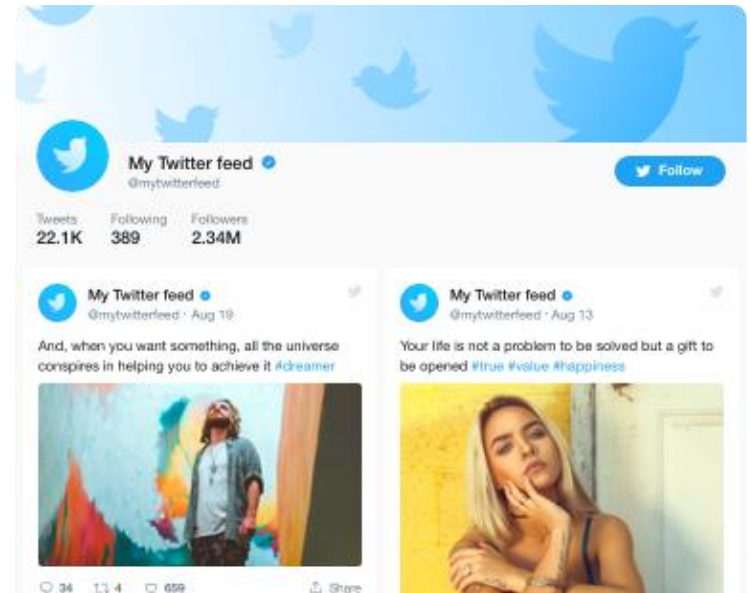 My Twitter feed
@mytwitterfeed
Follow
Tweets Following Followers
22.1K 389 2.34M
My Twitter feed
@mytwitterfeed · Aug 19
And, when you want something, all the universe
conspires in helping you to achieve it #dreamer
34 4 659 Share
My Twitter feed
@mytwitterfeed · Aug 13
Your life is not a problem to be solved but a gift to
be opened #true #value #happiness